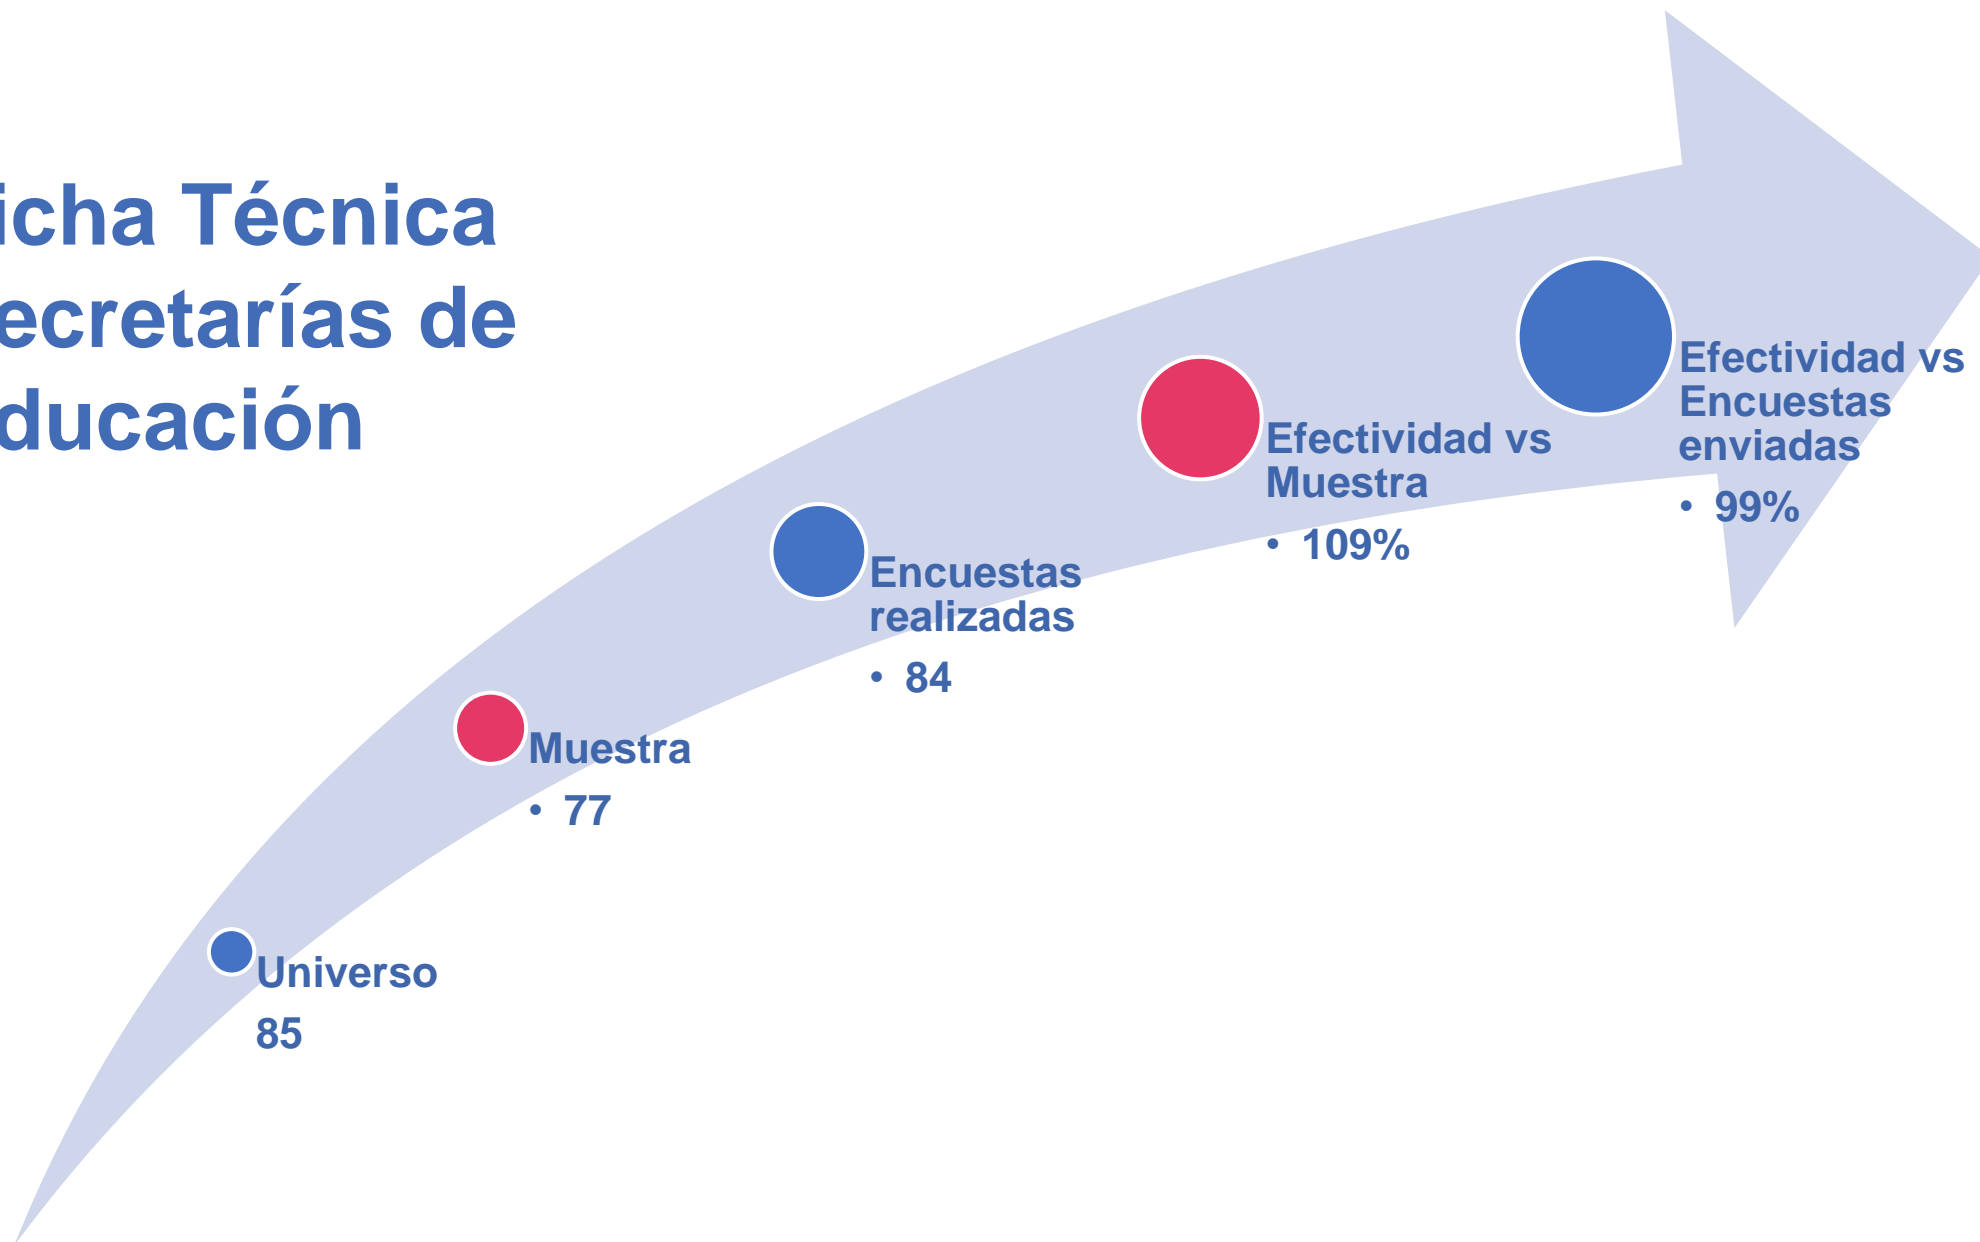 icha Técnica
ecretarías de
ducación
Efectividad vs
Encuestas
enviadas
• 99%
Efectividad vs
Muestra
• 109%
Encuestas
realizadas
• 84
Muestra
• 77
Universo
85